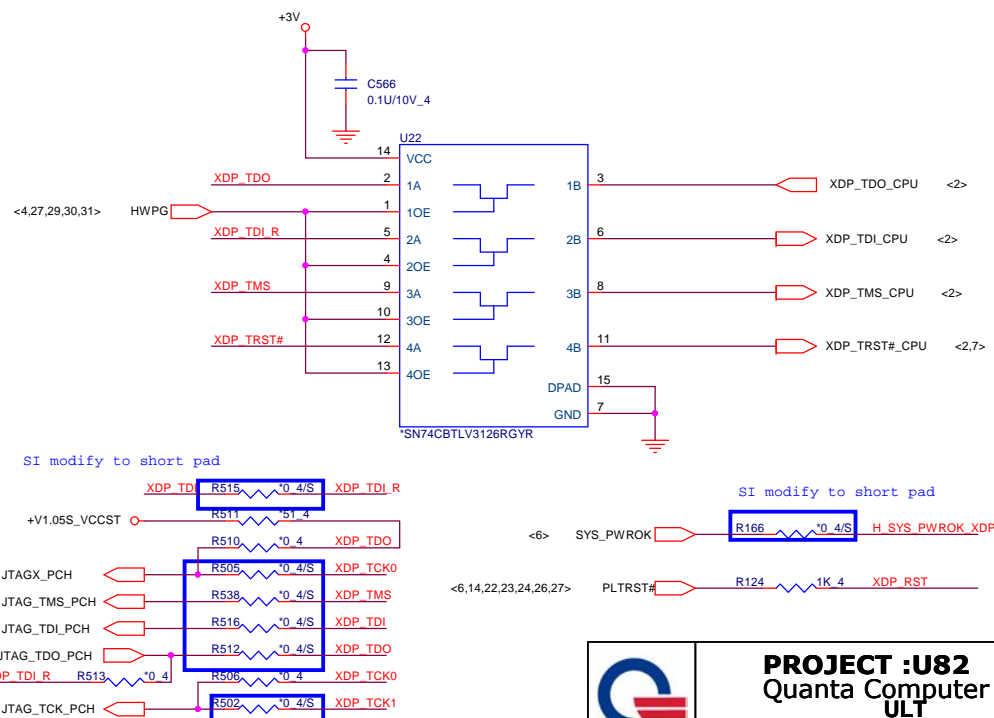 +3V
C566
0.1U/10V_4
U22
14 VCC
XDP_TDO 2 1A 1B 3 XDP_TDO_CPU <2>
<4,27,29,30,31> HWPG 1 1OE
XDP_TDI_R 5 2A 2B 6 XDP_TDI_CPU <2>
4 2OE
XDP_TMS 9 3A 3B 8 XDP_TMS_CPU <2>
10 3OE
XDP_TRST# 12 4A 4B 11 XDP_TRST#_CPU <2,7>
13 4OE
DPAD 15
GND 7
*SN74CBTLV3126RGYR
SI modify to short pad
XDP_TDI R515 *0_4/S XDP_TDI_R
+V1.05S_VCCST R511 *51_4
R510 *0_4 XDP_TDO
JTAGX_PCH R505 *0_4/S XDP_TCK0
JTAG_TMS_PCH R538 *0_4/S XDP_TMS
JTAG_TDI_PCH R516 *0_4/S XDP_TDI
JTAG_TDO_PCH R512 *0_4/S XDP_TDO
DP_TDI_R R513 *0_4
R506 *0_4 XDP_TCK0
JTAG_TCK_PCH R502 *0_4/S XDP_TCK1
SI modify to short pad
<6> SYS_PWROK R166 *0_4/S H_SYS_PWROK_XDP
<6,14,22,23,24,26,27> PLTRST# R124 1K_4 XDP_RST
PROJECT :U82
Quanta Computer
ULT